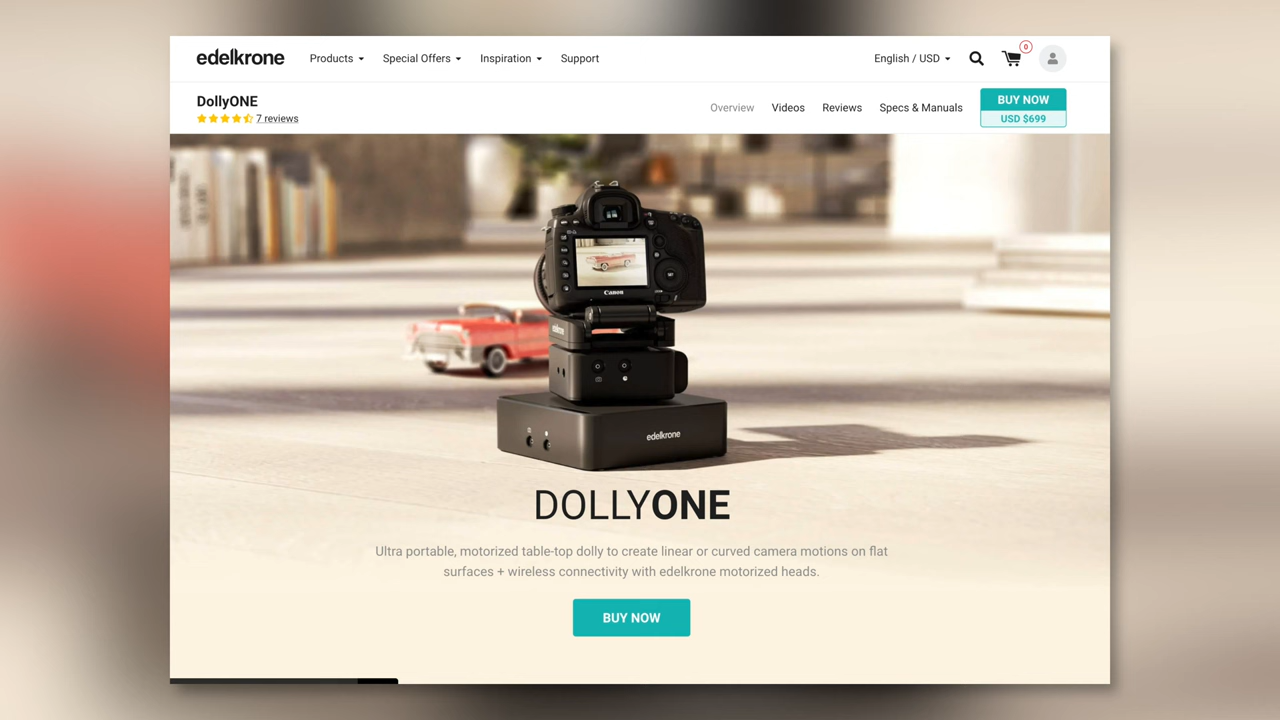 edelkrone
Products
Special Offers
Inspiration
Support
English / USD
0
DollyONE
7 reviews
Overview
Videos
Reviews
Specs & Manuals
BUY NOW
USD $699
Canon
SET
edelkrone
edelkrone
DOLLYONE
Ultra portable, motorized table-top dolly to create linear or curved camera motions on flat
surfaces + wireless connectivity with edelkrone motorized heads.
BUY NOW